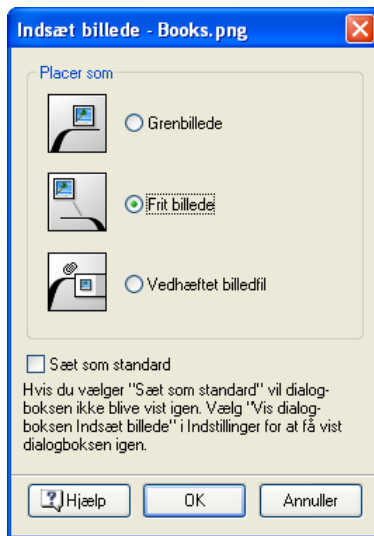 Indsæt billede - Books.png
Placer som
Grenbillede
Frit billede
Vedhæftet billedfil
Sæt som standard
Hvis du vælger "Sæt som standard" vil dialog-
boksen ikke blive vist igen. Vælg "Vis dialog-
boksen Indsæt billede" i Indstillinger for at få vist
dialogboksen igen.
Hjælp OK Annuller